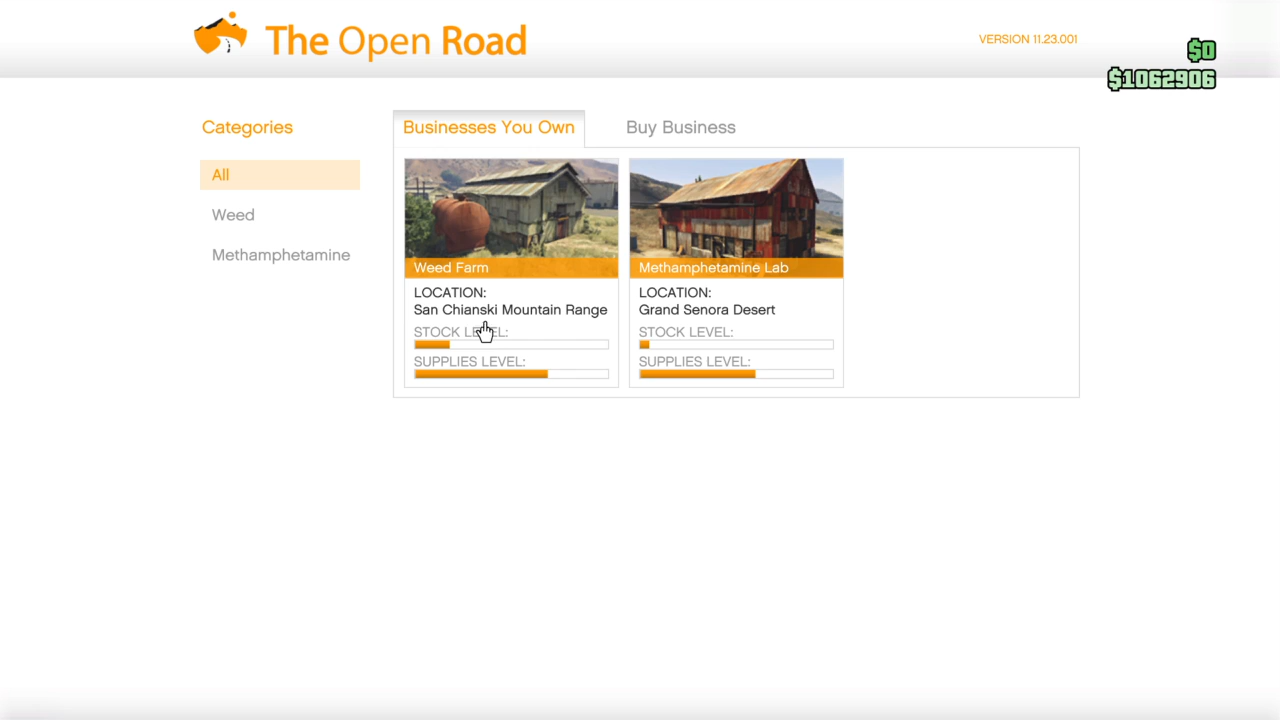 The Open Road
VERSION 11.23.001
$0
$1062906
Categories
Businesses You Own
Buy Business
All
Weed
Methamphetamine
Weed Farm
LOCATION:
San Chianski Mountain Range
STOCK LEVEL:
SUPPLIES LEVEL:
Methamphetamine Lab
LOCATION:
Grand Senora Desert
STOCK LEVEL:
SUPPLIES LEVEL: